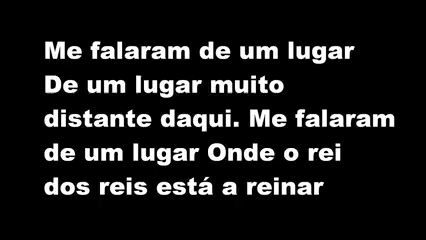 Me falaram de um lugar
De um lugar muito
distante daqui. Me falaram
de um lugar Onde o rei
dos reis está a reinar